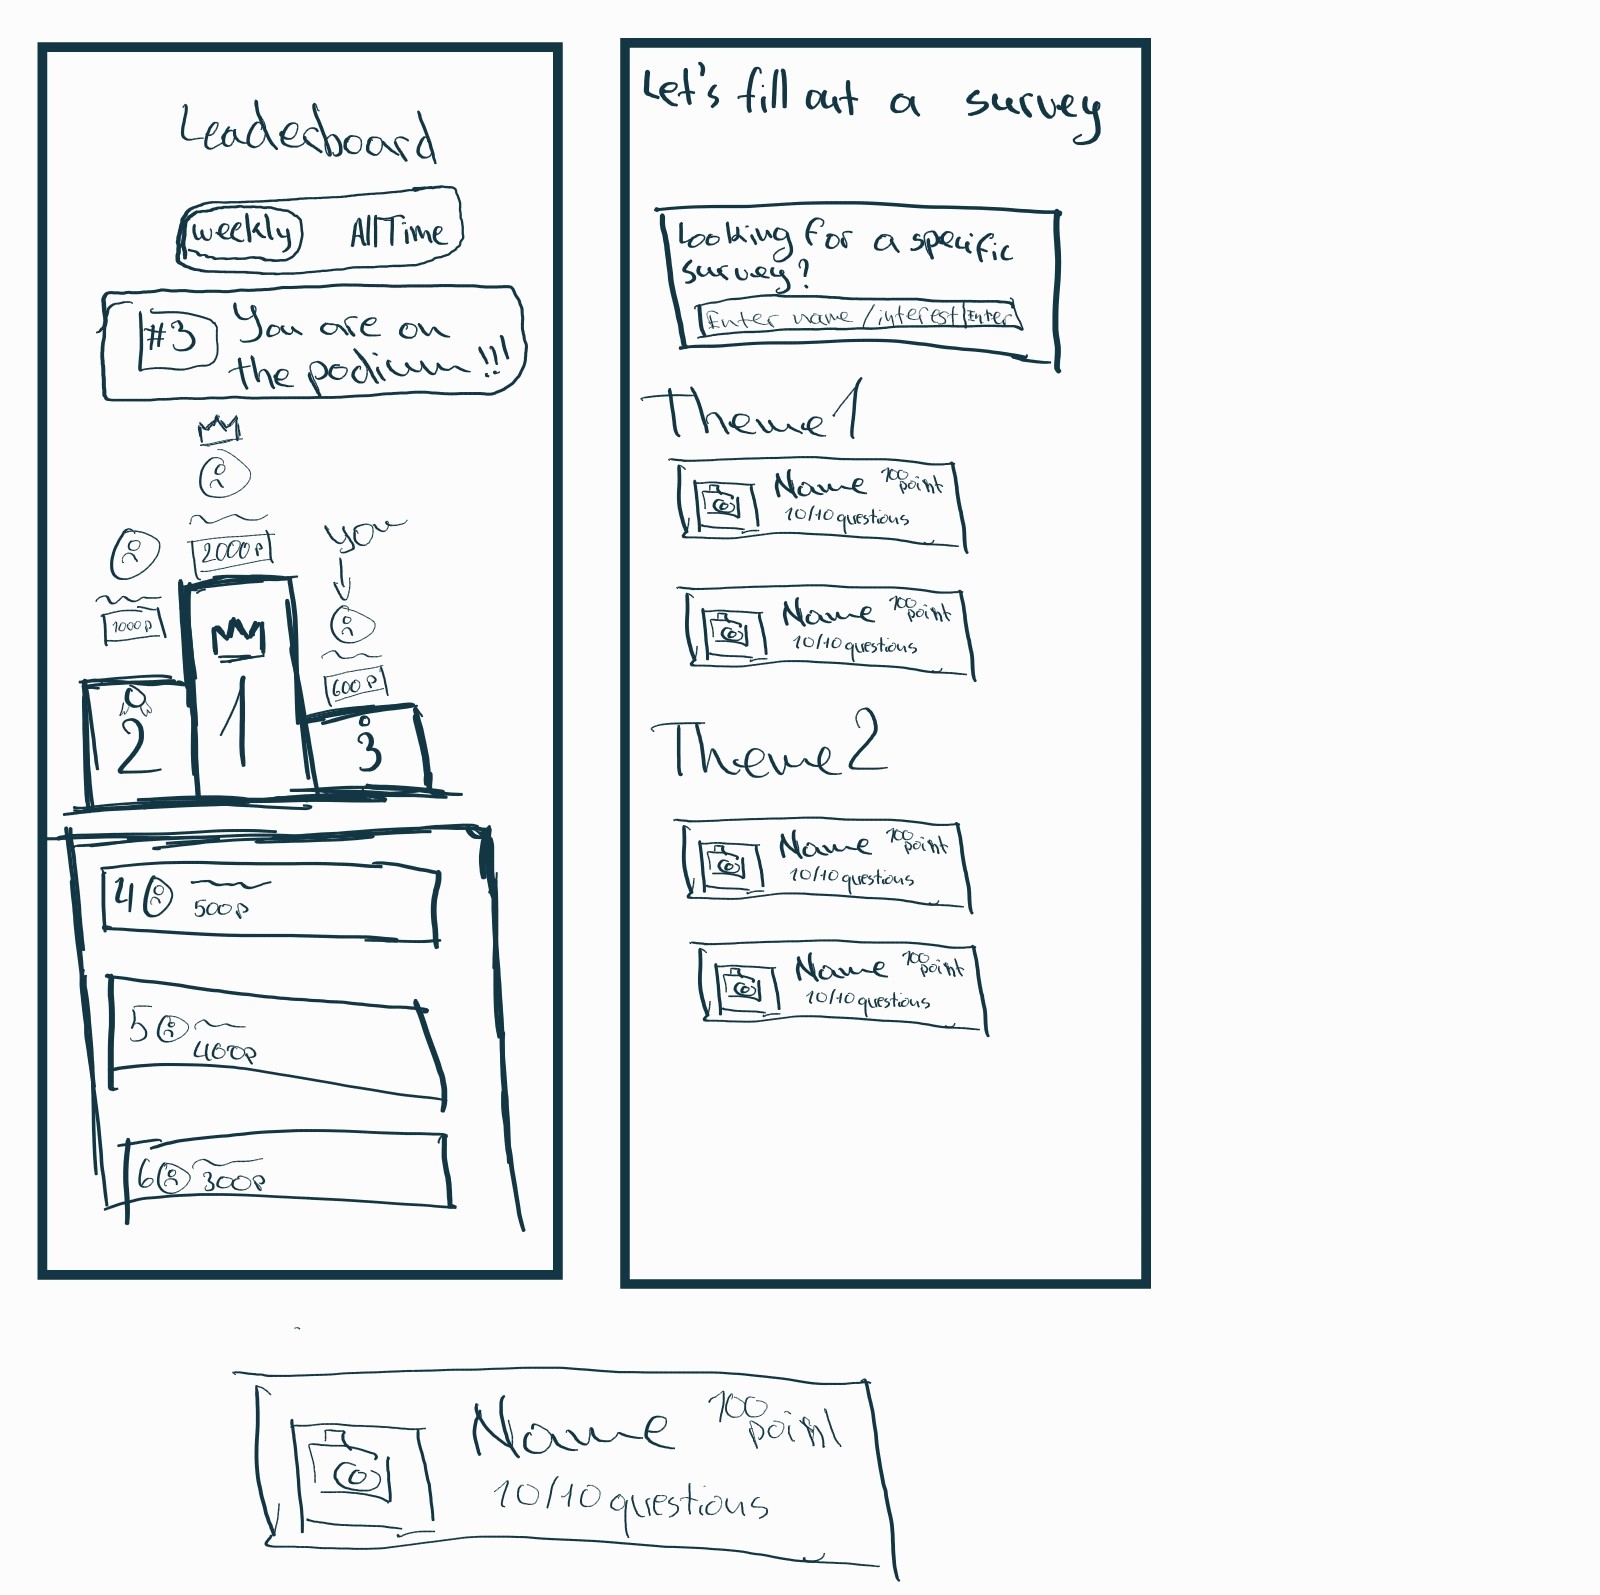 Leaderboard
weekly AllTime
#3 You are on
the podium!!!
2000p
you
1000p
600p
1
2
3
4
500p
5
400p
6 300p
Let's fill out a survey
Looking for a specific
survey?
Enter name/interest Enter
Theme 1
Name 100
point
10/10 questions
Name 100
point
10/10 questions
Theme 2
Name 100
point
10/10 questions
Name 100
point
10/10 questions
Name 100
point
10/10 questions